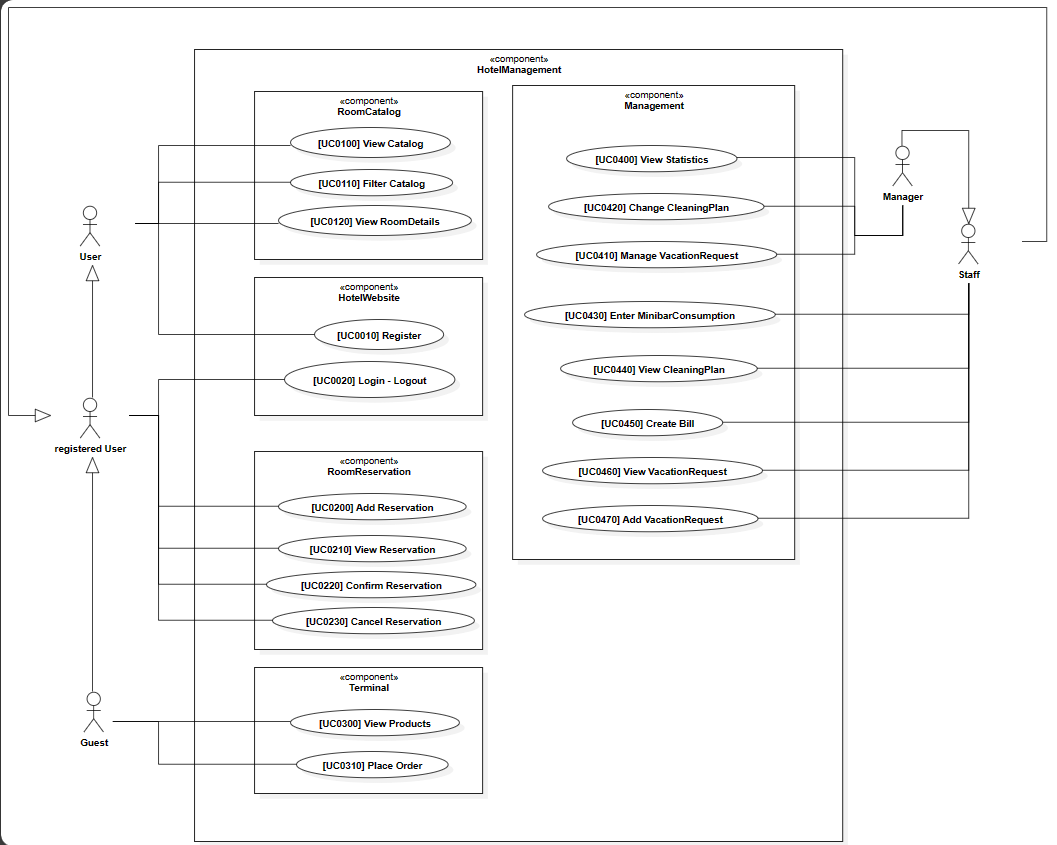 «component»
HotelManagement
«component»
RoomCatalog
[UC0100] View Catalog
[UC0110] Filter Catalog
[UC0120] View RoomDetails
«component»
HotelWebsite
[UC0010] Register
[UC0020] Login - Logout
«component»
RoomReservation
[UC0200] Add Reservation
[UC0210] View Reservation
[UC0220] Confirm Reservation
[UC0230] Cancel Reservation
«component»
Terminal
[UC0300] View Products
[UC0310] Place Order
«component»
Management
[UC0400] View Statistics
[UC0420] Change CleaningPlan
[UC0410] Manage VacationRequest
[UC0430] Enter MinibarConsumption
[UC0440] View CleaningPlan
[UC0450] Create Bill
[UC0460] View VacationRequest
[UC0470] Add VacationRequest
User
registered User
Guest
Manager
Staff